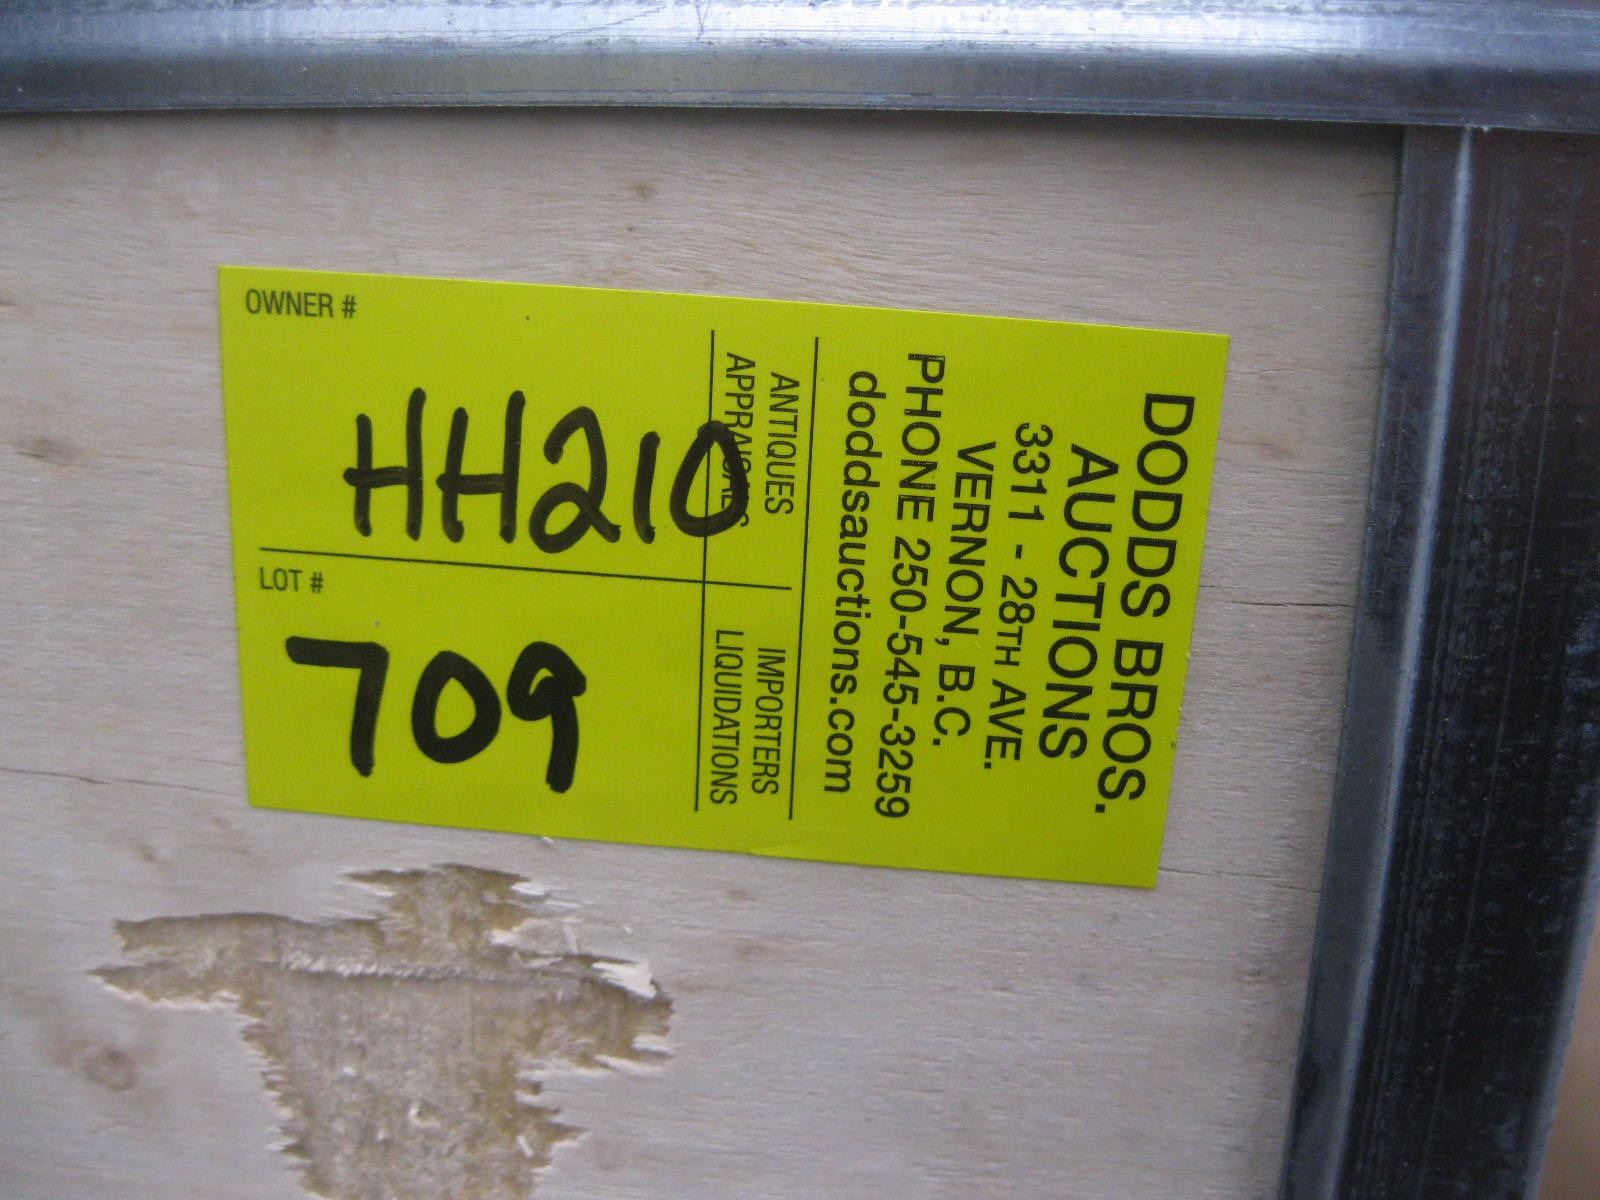 DODDS BROS.
AUCTIONS
3311 - 28TH AVE.
VERNON, B.C.
PHONE 250-545-3259
doddsauctions.com
ANTIQUES
APPRAISALS
IMPORTERS
LIQUIDATIONS
OWNER #
HH210
LOT #
709